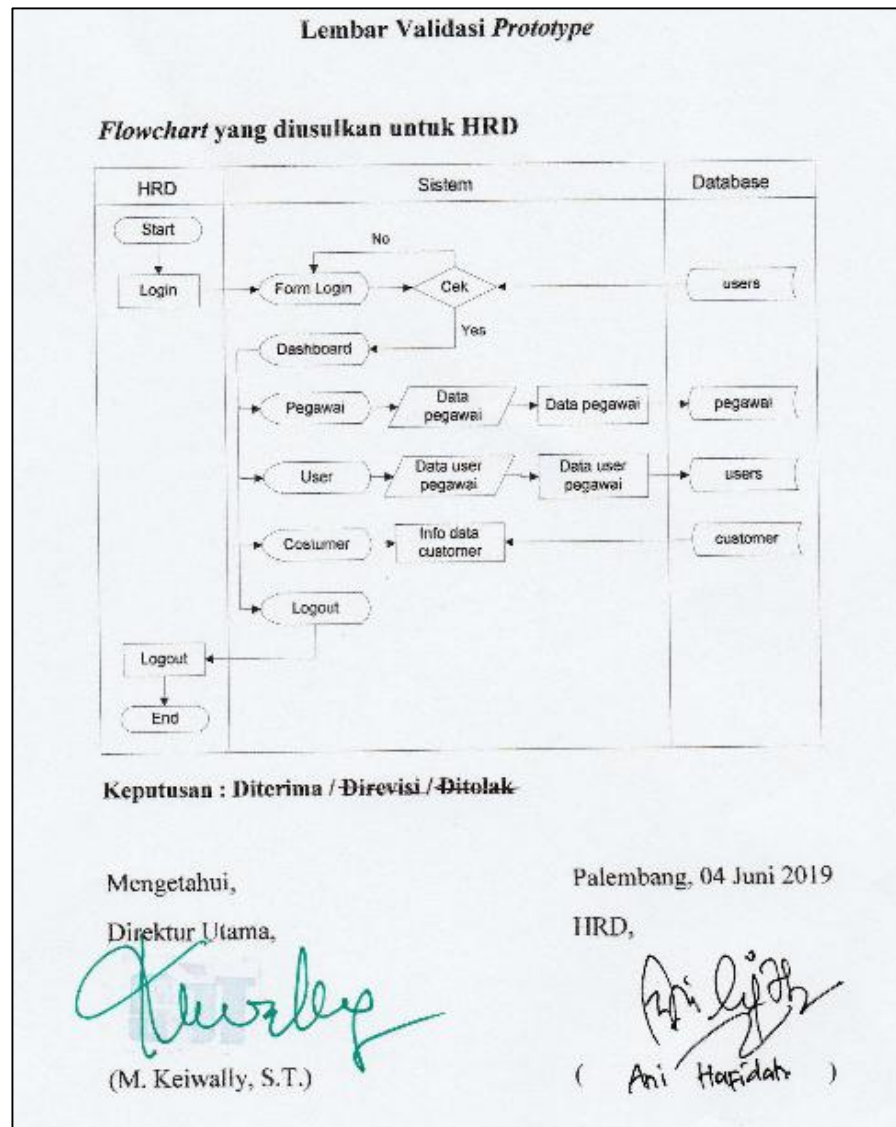 Lembar Validasi Prototype
Flowchart yang diusulkan untuk HRD
HRD Sistem Database
Start
No
Login Form Login Cek users
Yes
Dashboard
Pegawai Data pegawai Data pegawai pegawai
User Data user pegawai Data user pegawai users
Costumer Info data customer customer
Logout
Logout
End
Keputusan : Diterima / Direvisi / Ditolak
Mengetahui, Palembang, 04 Juni 2019
Direktur Utama, HRD,
(M. Keiwally, S.T.) ( Ani Hafidah )